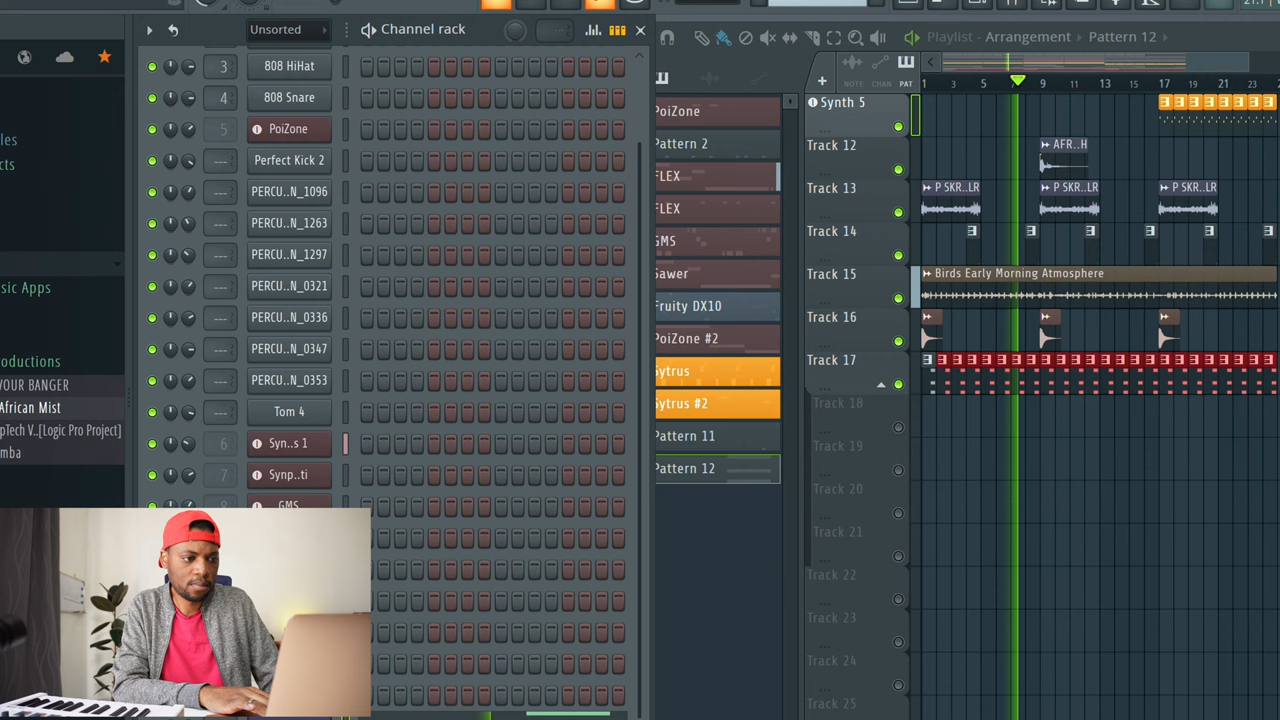 Unsorted
Channel rack
3
808 HiHat
4
808 Snare
5
PoiZone
---
Perfect Kick 2
---
PERCU..N_1096
---
PERCU..N_1263
---
PERCU..N_1297
---
PERCU..N_0321
---
PERCU..N_0336
---
PERCU..N_0347
---
PERCU..N_0353
---
Tom 4
6
Syn..s 1
7
Synp..ti
GMS
sic Apps
oductions
YOUR BANGER
African Mist
pTech V..[Logic Pro Project]
mba
PoiZone
Pattern 2
FLEX
FLEX
GMS
Sawer
Fruity DX10
PoiZone #2
Sytrus
Sytrus #2
Pattern 11
Pattern 12
Playlist - Arrangement › Pattern 12 ›
NOTE CHAN PAT
1 5 7 9 11 13 15 17 19 21 23
Synth 5
...
Track 12
...
AFR..H
Track 13
...
P SKR..LR
P SKR..LR
P SKR..LR
Track 14
...
Track 15
...
Birds Early Morning Atmosphere
Track 16
...
Track 17
...
Track 18
Track 19
Track 20
Track 21
Track 22
Track 23
Track 24
Track 25